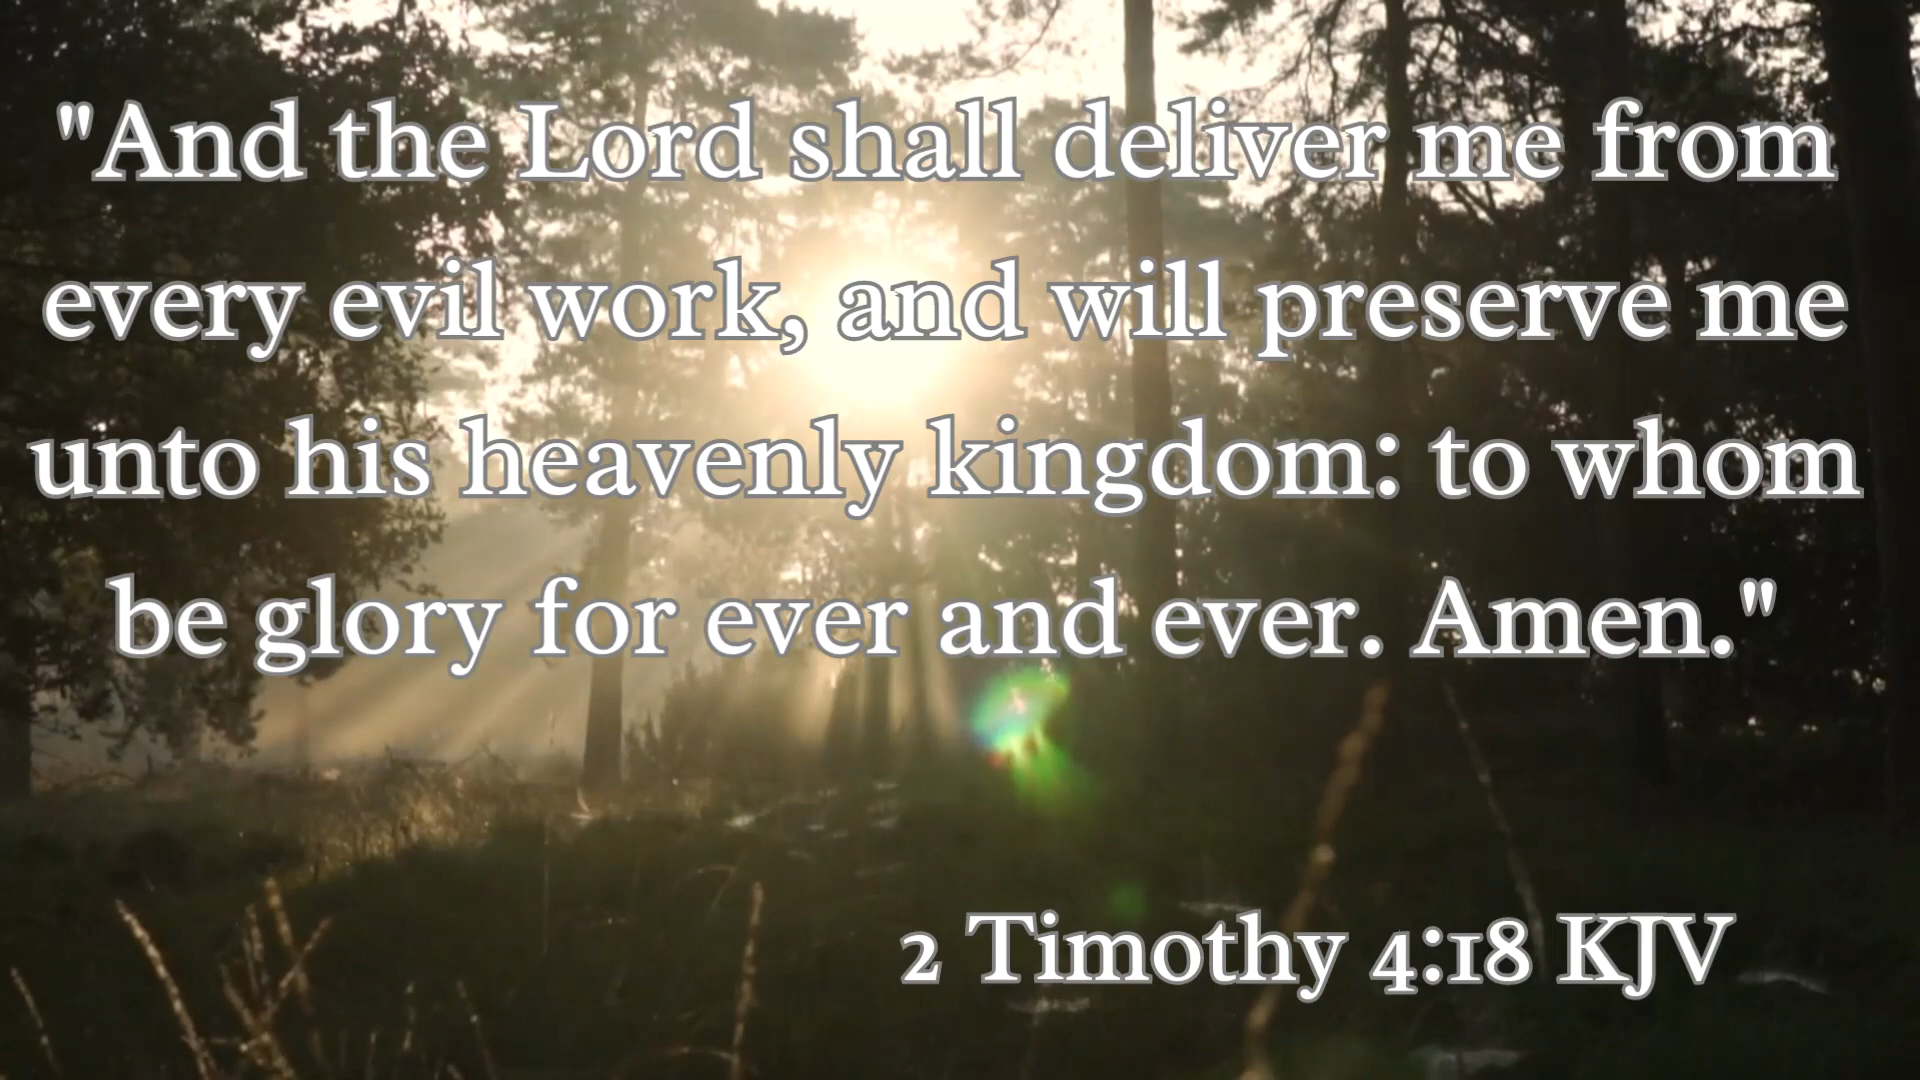 "And the Lord shall deliver me from
every evil work, and will preserve me
unto his heavenly kingdom: to whom
be glory for ever and ever. Amen."
2 Timothy 4:18 KJV